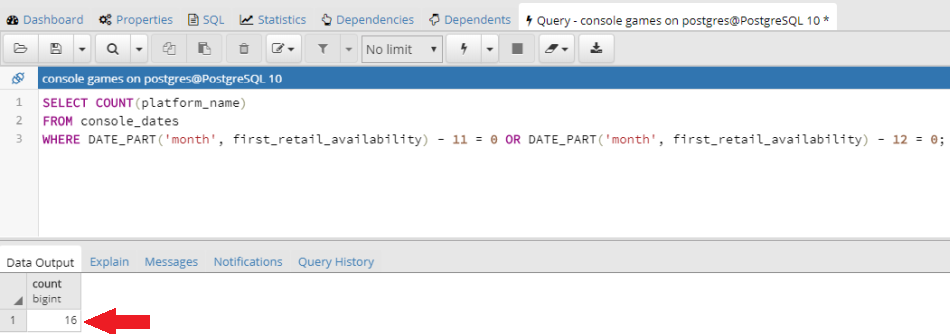 Dashboard Properties SQL Statistics Dependencies Dependents Query - console games on postgres@PostgreSQL 10 *
No limit
console games on postgres@PostgreSQL 10
1 SELECT COUNT(platform_name)
2 FROM console_dates
3 WHERE DATE_PART('month', first_retail_availability) - 11 = 0 OR DATE_PART('month', first_retail_availability) - 12 = 0;
Data Output Explain Messages Notifications Query History
count
bigint
1 16